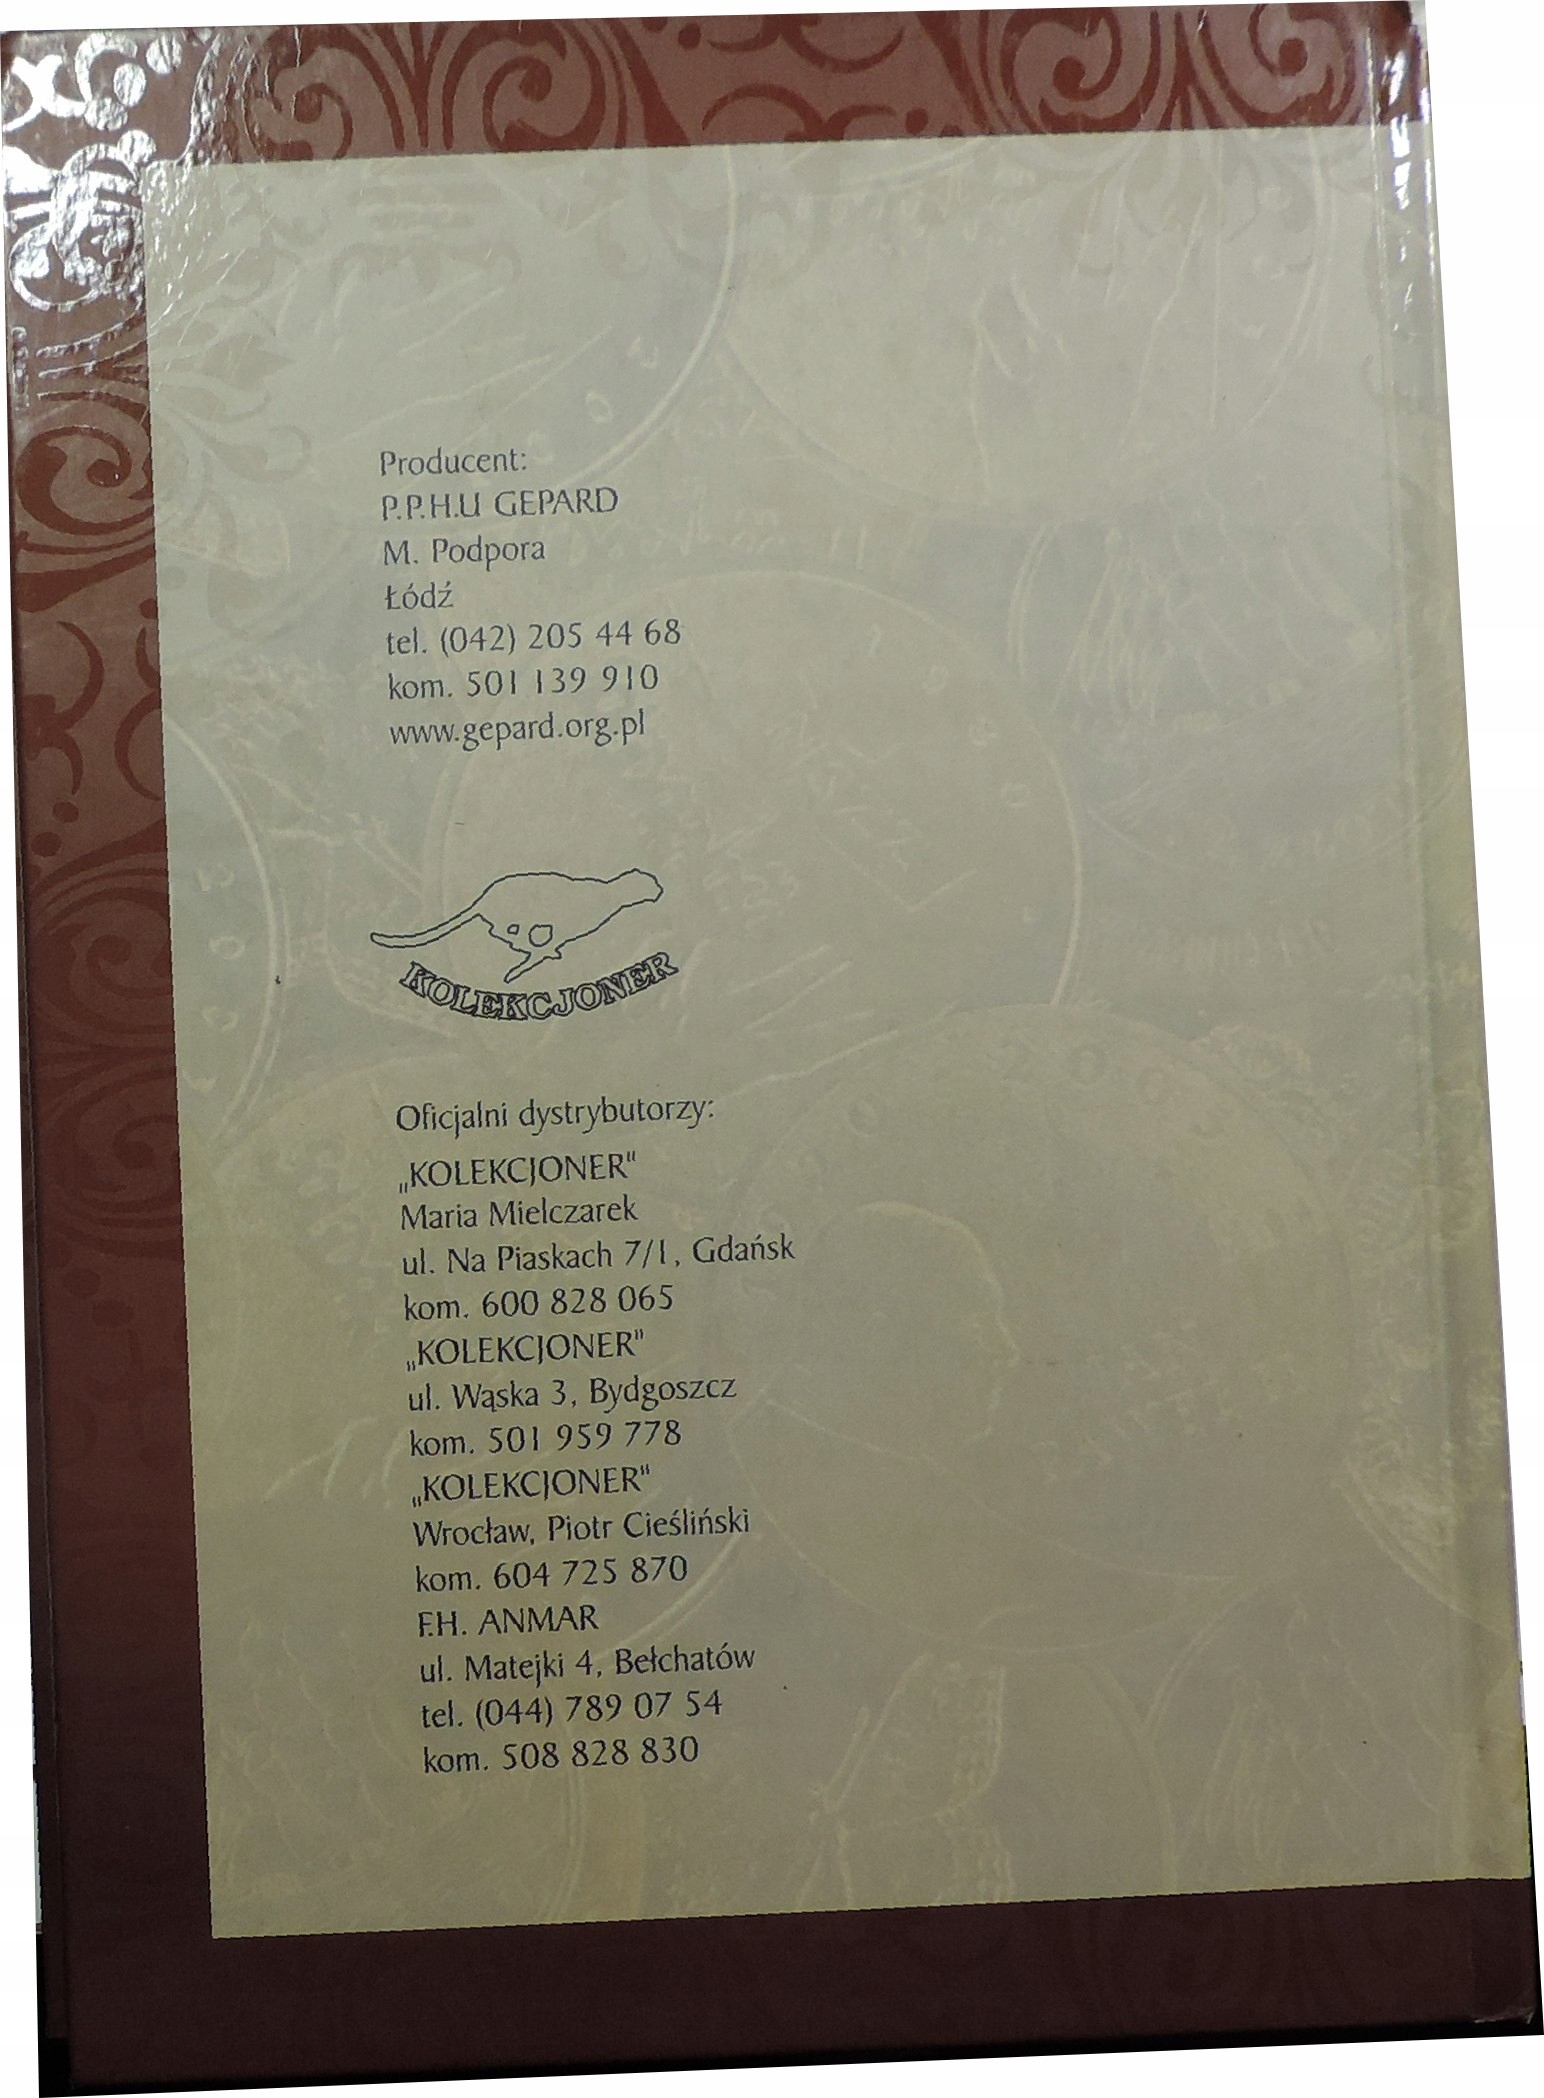 Producent:
P.P.H.U GEPARD
M. Podpora
Łódź
tel. (042) 205 44 68
kom. 501 139 910
www.gepard.org.pl
KOLEKCJONER
Oficjalni dystrybutorzy:
„KOLEKCJONER"
Maria Mielczarek
ul. Na Piaskach 7/1, Gdańsk
kom. 600 828 065
„KOLEKCJONER"
ul. Wąska 3, Bydgoszcz
kom. 501 959 778
„KOLEKCJONER"
Wrocław, Piotr Cieśliński
kom. 604 725 870
F.H. ANMAR
ul. Matejki 4, Bełchatów
tel. (044) 789 07 54
kom. 508 828 830